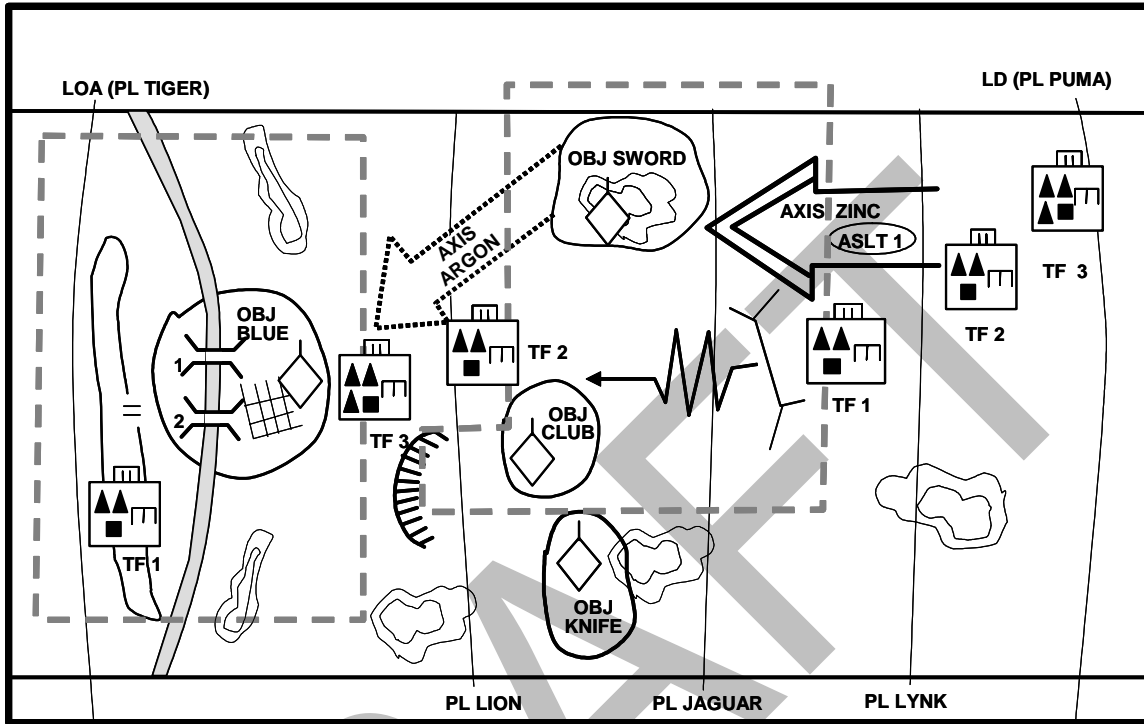 LOA (PL TIGER)
LD (PL PUMA)
OBJ SWORD
AXIS ZINC
ASLT 1
TF 3
TF 2
AXIS
ARGON
OBJ
BLUE
1
2
TF 2
TF 1
TF 3
OBJ
CLUB
TF 1
OBJ
KNIFE
PL LION
PL JAGUAR
PL LYNK
DRAFT